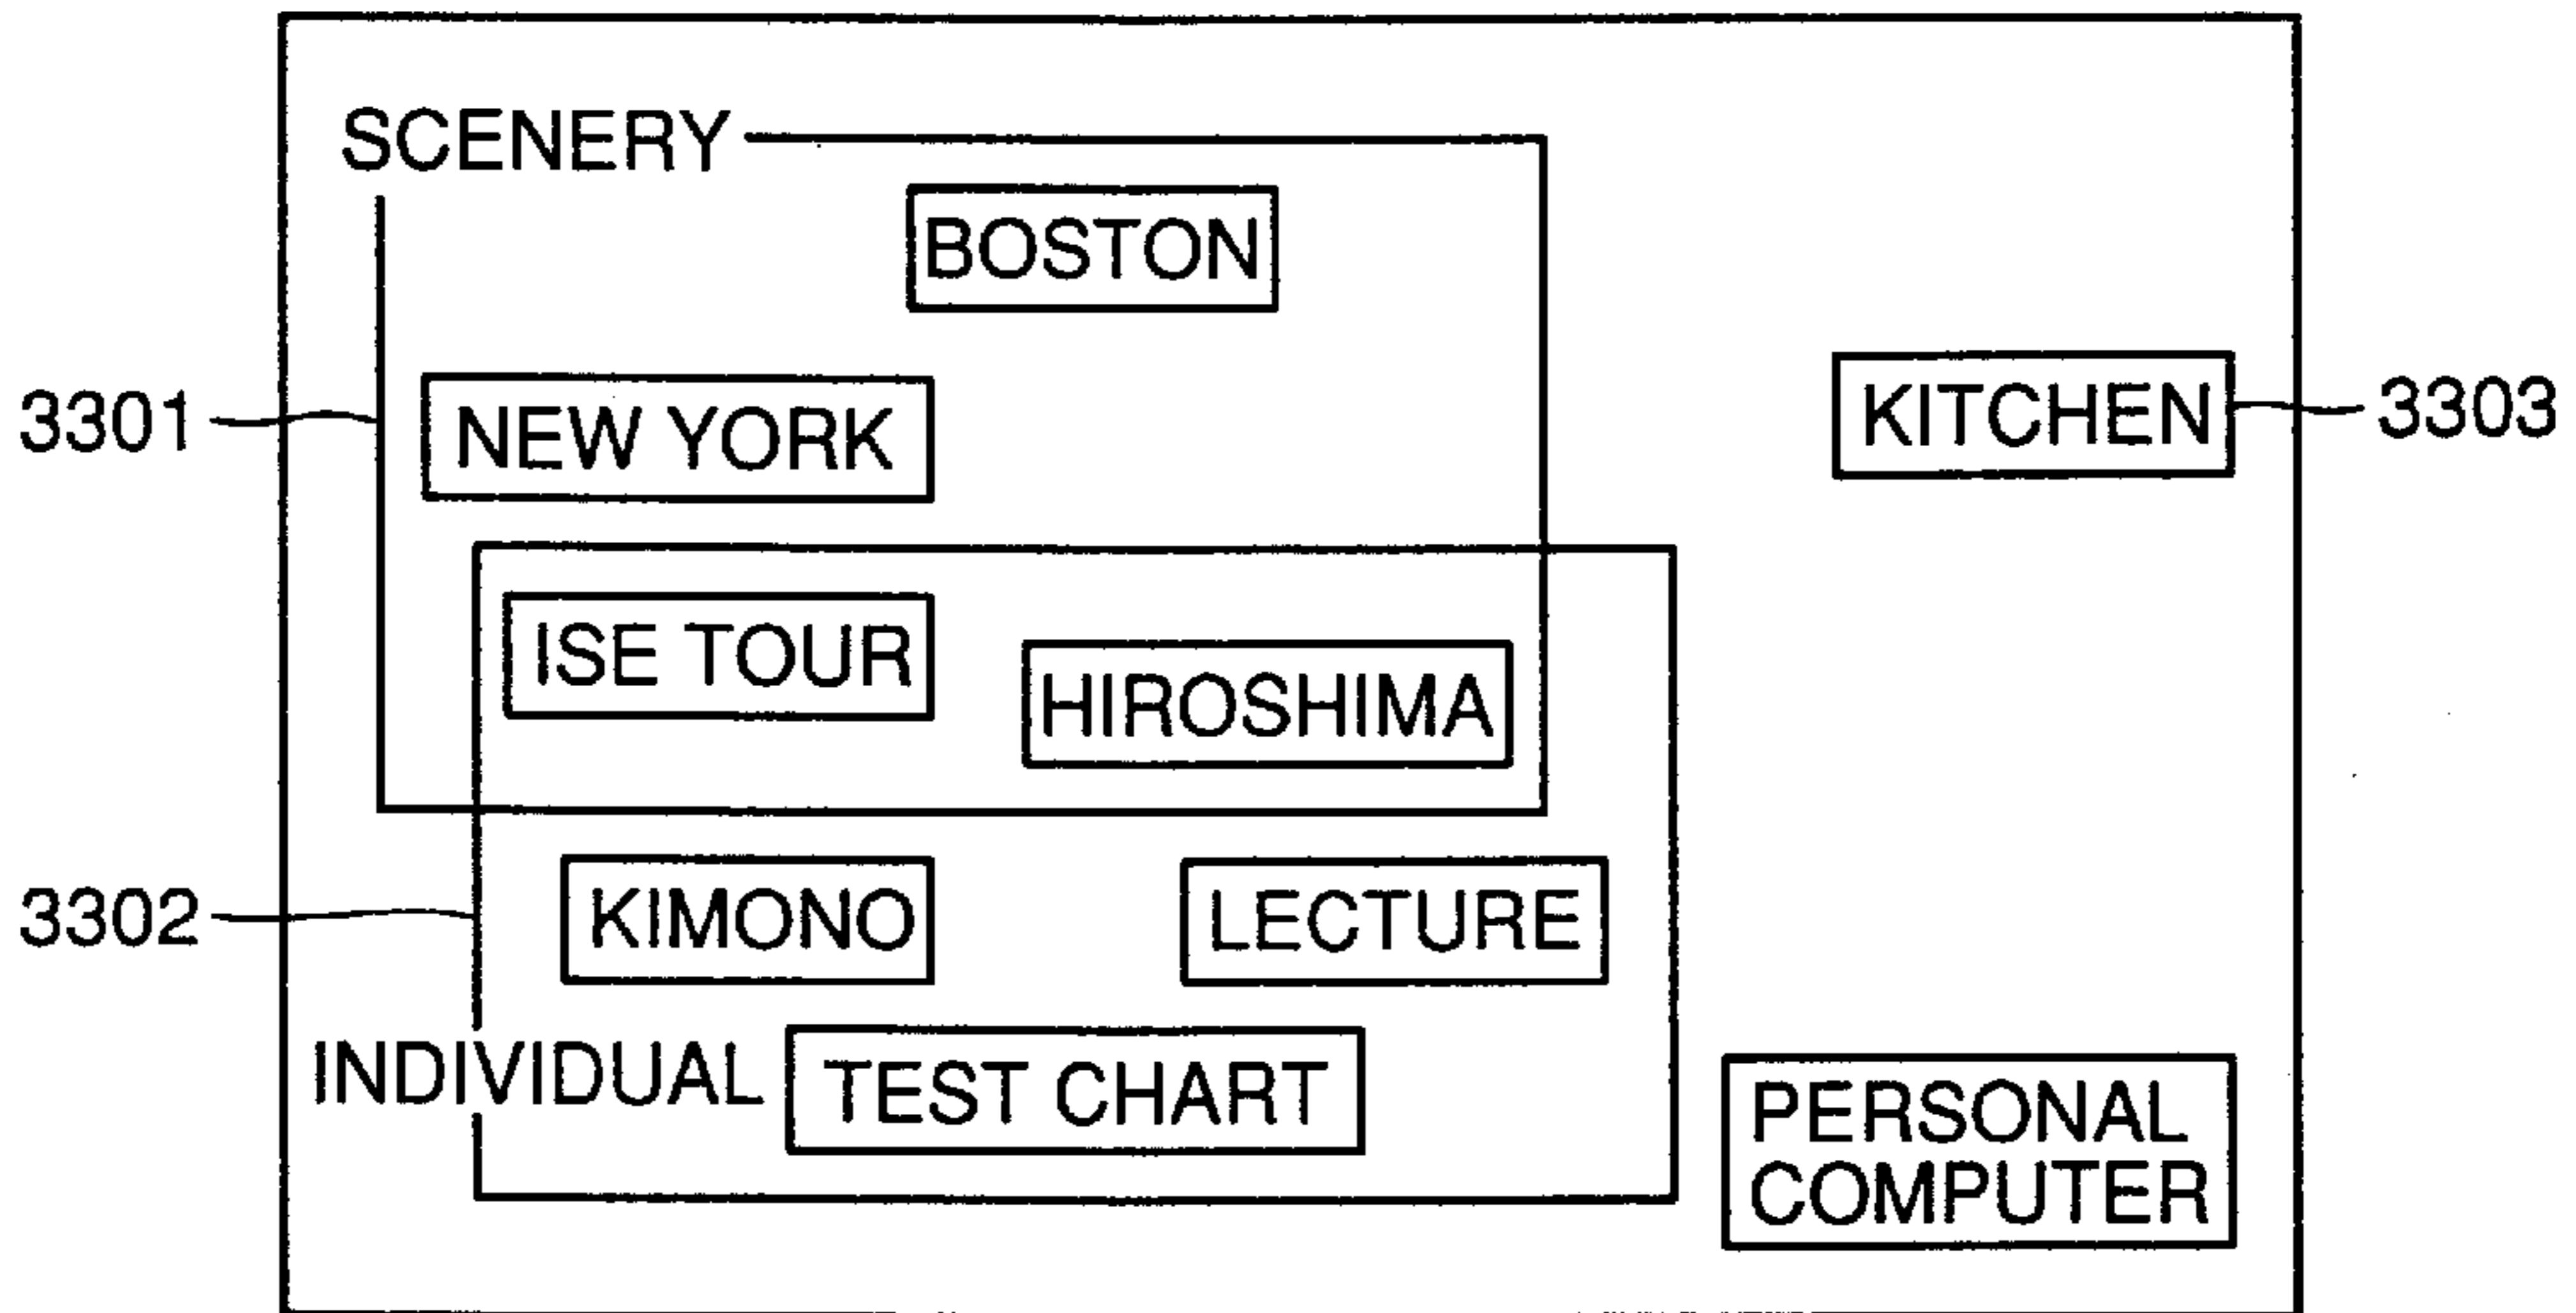 SCENERY
BOSTON
3301
NEW YORK
KITCHEN
3303
ISE TOUR
HIROSHIMA
3302
KIMONO
LECTURE
INDIVIDUAL
TEST CHART
PERSONAL
COMPUTER